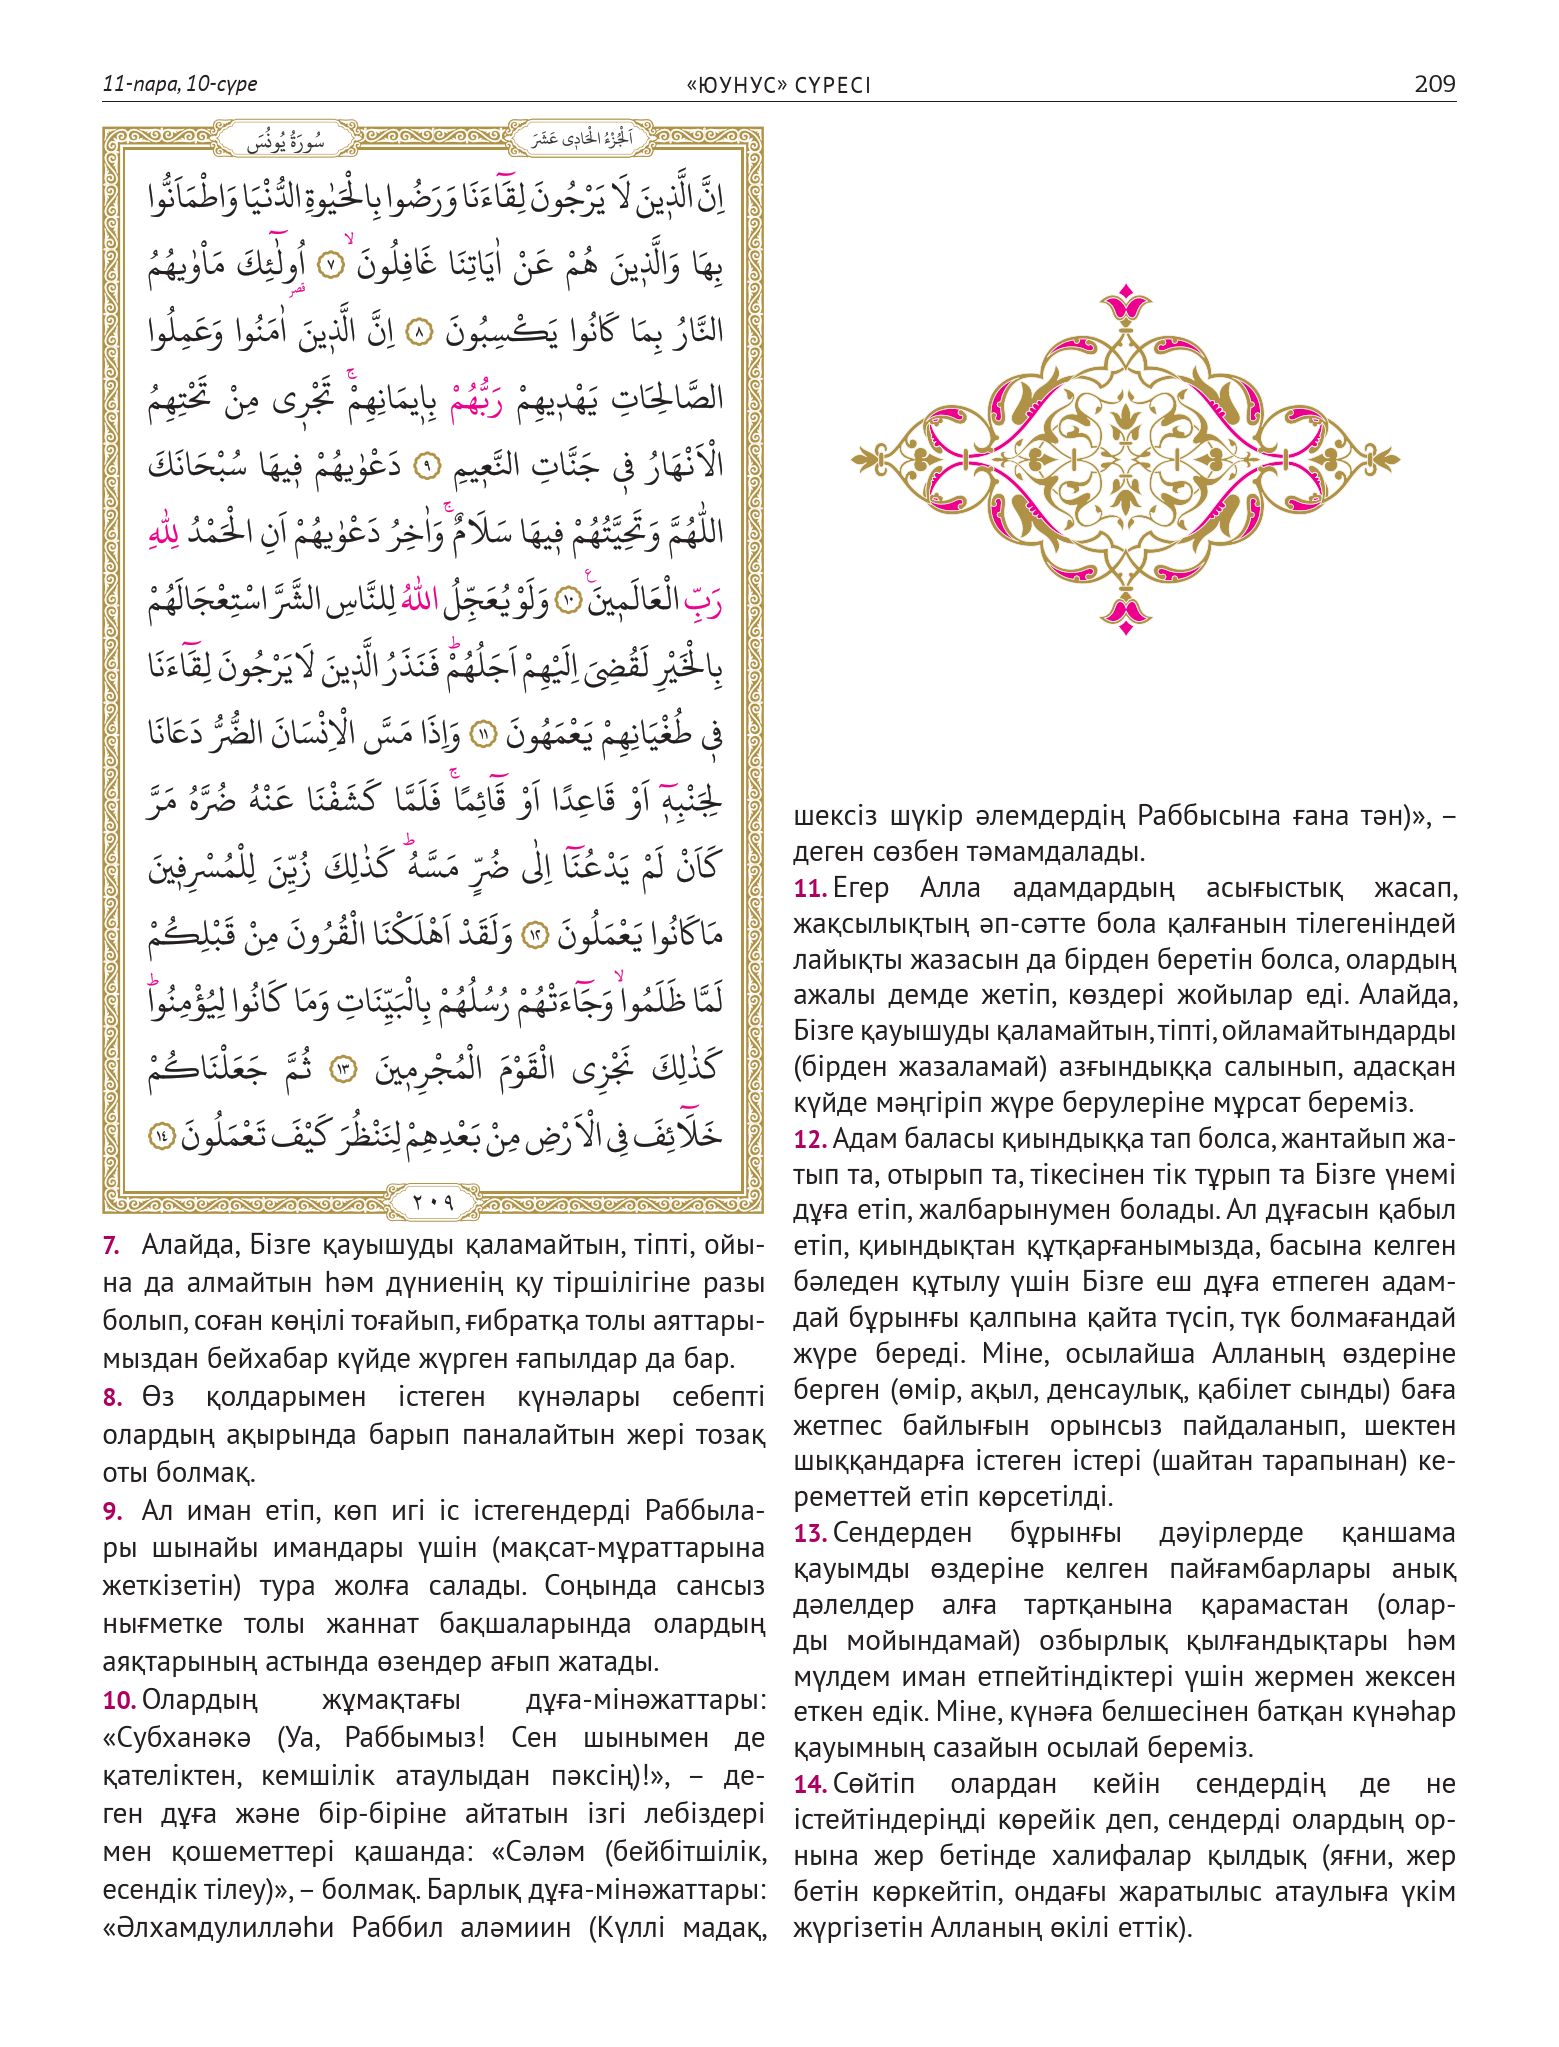 11-пара, 10-сүре
«ЮУНУС» СҮРЕСІ
209
سُورَةُ يُونُسَ
اَلْجُزْءُ الْحَاد۪ى عَشَرَ
اِنَّ الَّذ۪ينَ لَا يَرْجُونَ لِقَٓاءَنَا وَرَضُوا بِالْحَيٰوةِ الدُّنْيَا وَاطْمَاَنُّوا
بِهَا وَالَّذ۪ينَ هُمْ عَنْ اٰيَاتِنَا غَافِلُونَۙ ﴿٧﴾ اُو۬لٰٓئِكَ مَأْوٰيهُمُ
النَّارُ بِمَا كَانُوا يَكْسِبُونَ ﴿٨﴾ اِنَّ الَّذ۪ينَ اٰمَنُوا وَعَمِلُوا
الصَّالِحَاتِ يَهْد۪يهِمْ رَبُّهُمْ بِا۪يمَانِهِمْۚ تَجْر۪ى مِنْ تَحْتِهِمُ
الْاَنْهَارُ ف۪ى جَنَّاتِ النَّع۪يمِ ﴿٩﴾ دَعْوٰيهُمْ ف۪يهَا سُبْحَانَكَ
اللّٰهُمَّ وَتَحِيَّتُهُمْ ف۪يهَا سَلَامٌۚ وَاٰخِرُ دَعْوٰيهُمْ اَنِ الْحَمْدُ لِلّٰهِ
رَبِّ الْعَالَم۪ينَ ﴿١٠﴾ وَلَوْ يُعَجِّلُ اللّٰهُ لِلنَّاسِ الشَّرَّ اسْتِعْجَالَهُمْ
بِالْخَيْرِ لَقُضِىَ اِلَيْهِمْ اَجَلُهُمْۜ فَنَذَرُ الَّذ۪ينَ لَا يَرْجُونَ لِقَٓاءَنَا
ف۪ى طُغْيَانِهِمْ يَعْمَهُونَ ﴿١١﴾ وَاِذَا مَسَّ الْاِنْسَانَ الضُّرُّ دَعَانَا
لِجَنْبِه۪ٓ اَوْ قَاعِدًا اَوْ قَٓائِمًاۚ فَلَمَّا كَشَفْنَا عَنْهُ ضُرَّهُ مَرَّ
كَاَنْ لَمْ يَدْعُنَٓا اِلٰى ضُرٍّ مَسَّهُۜ كَذٰلِكَ زُيِّنَ لِلْمُسْرِف۪ينَ
مَا كَانُوا يَعْمَلُونَ ﴿١٢﴾ وَلَقَدْ اَهْلَكْنَا الْقُرُونَ مِنْ قَبْلِكُمْ
لَمَّا ظَلَمُواۙ وَجَٓاءَتْهُمْ رُسُلُهُمْ بِالْبَيِّنَاتِ وَمَا كَانُوا لِيُؤْمِنُواۜ
كَذٰلِكَ نَجْزِى الْقَوْمَ الْمُجْرِم۪ينَ ﴿١٣﴾ ثُمَّ جَعَلْنَاكُمْ
خَلَٓائِفَ فِى الْاَرْضِ مِنْ بَعْدِهِمْ لِنَنْظُرَ كَيْفَ تَعْمَلُونَ ﴿١٤﴾
٢٠٩
7. Алайда, Бізге қауышуды қаламайтын, тіпті, ойы-
на да алмайтын һәм дүниенің қу тіршілігіне разы
болып, соған көңілі тоғайып, ғибратқа толы аяттары-
мыздан бейхабар күйде жүрген ғапылдар да бар.
8. Өз қолдарымен істеген күнәлары себепті
олардың ақырында барып паналайтын жері тозақ
оты болмақ.
9. Ал иман етіп, көп игі іс істегендерді Раббыла-
ры шынайы имандары үшін (мақсат-мұраттарына
жеткізетін) тура жолға салады. Соңында сансыз
нығметке толы жаннат бақшаларында олардың
аяқтарының астында өзендер ағып жатады.
10. Олардың жұмақтағы дұға-мінәжаттары:
«Субханәкә (Уа, Раббымыз! Сен шынымен де
қателіктен, кемшілік атаулыдан пәксің)!», – де-
ген дұға және бір-біріне айтатын ізгі лебіздері
мен қошеметтері қашанда: «Сәләм (бейбітшілік,
есендік тілеу)», – болмақ. Барлық дұға-мінәжаттары:
«Әлхамдулилләһи Раббил аләмиин (Күллі мадақ,
шексіз шүкір әлемдердің Раббысына ғана тән)», –
деген сөзбен тәмамдалады.
11. Егер Алла адамдардың асығыстық жасап,
жақсылықтың әп-сәтте бола қалғанын тілегеніндей
лайықты жазасын да бірден беретін болса, олардың
ажалы демде жетіп, көздері жойылар еді. Алайда,
Бізге қауышуды қаламайтын, тіпті, ойламайтындарды
(бірден жазаламай) азғындыққа салынып, адасқан
күйде мәңгіріп жүре берулеріне мұрсат береміз.
12. Адам баласы қиындыққа тап болса, жантайып жа-
тып та, отырып та, тікесінен тік тұрып та Бізге үнемі
дұға етіп, жалбарынумен болады. Ал дұғасын қабыл
етіп, қиындықтан құтқарғанымызда, басына келген
бәледен құтылу үшін Бізге еш дұға етпеген адам-
дай бұрынғы қалпына қайта түсіп, түк болмағандай
жүре береді. Міне, осылайша Алланың өздеріне
берген (өмір, ақыл, денсаулық, қабілет сынды) баға
жетпес байлығын орынсыз пайдаланып, шектен
шыққандарға істеген істері (шайтан тарапынан) ке-
реметтей етіп көрсетілді.
13. Сендерден бұрынғы дәуірлерде қаншама
қауымды өздеріне келген пайғамбарлары анық
дәлелдер алға тартқанына қарамастан (олар-
ды мойындамай) озбырлық қылғандықтары һәм
мүлдем иман етпейтіндіктері үшін жермен жексен
еткен едік. Міне, күнәға белшесінен батқан күнәһар
қауымның сазайын осылай береміз.
14. Сөйтіп олардан кейін сендердің де не
істейтіндеріңді көрейік деп, сендерді олардың ор-
нына жер бетінде халифалар қылдық (яғни, жер
бетін көркейтіп, ондағы жаратылыс атаулыға үкім
жүргізетін Алланың өкілі еттік).